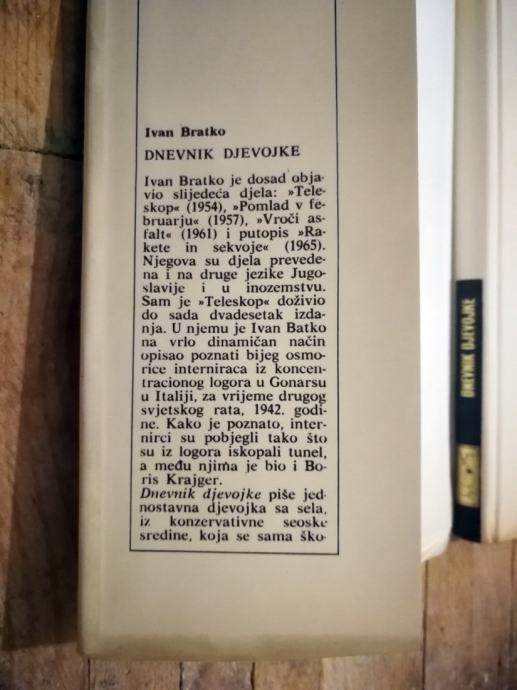 Ivan Bratko
DNEVNIK DJEVOJKE
Ivan Bratko je dosad obja-
vio slijedeća djela: »Tele-
skop« (1954), »Pomlad v fe-
bruarju« (1957), »Vroči as-
falt« (1961) i putopis »Ra-
kete in sekvoje« (1965).
Njegova su djela prevede-
na i na druge jezike Jugo-
slavije i u inozemstvu.
Sam je »Teleskop« doživio
do sada dvadesetak izda-
nja. U njemu je Ivan Batko
na vrlo dinamičan način
opisao poznati bijeg osmo-
rice interniraca iz koncen-
tracionog logora u Gonarsu
u Italiji, za vrijeme drugog
svjetskog rata, 1942. godi-
ne. Kako je poznato, inter-
nirci su pobjegli tako što
su iz logora iskopali tunel,
a među njima je bio i Bo-
ris Krajger.
Dnevnik djevojke piše jed-
nostavna djevojka sa sela,
iz konzervativne seoske
sredine, koja se sama ško-
DNEVNIK DJEVOJKE